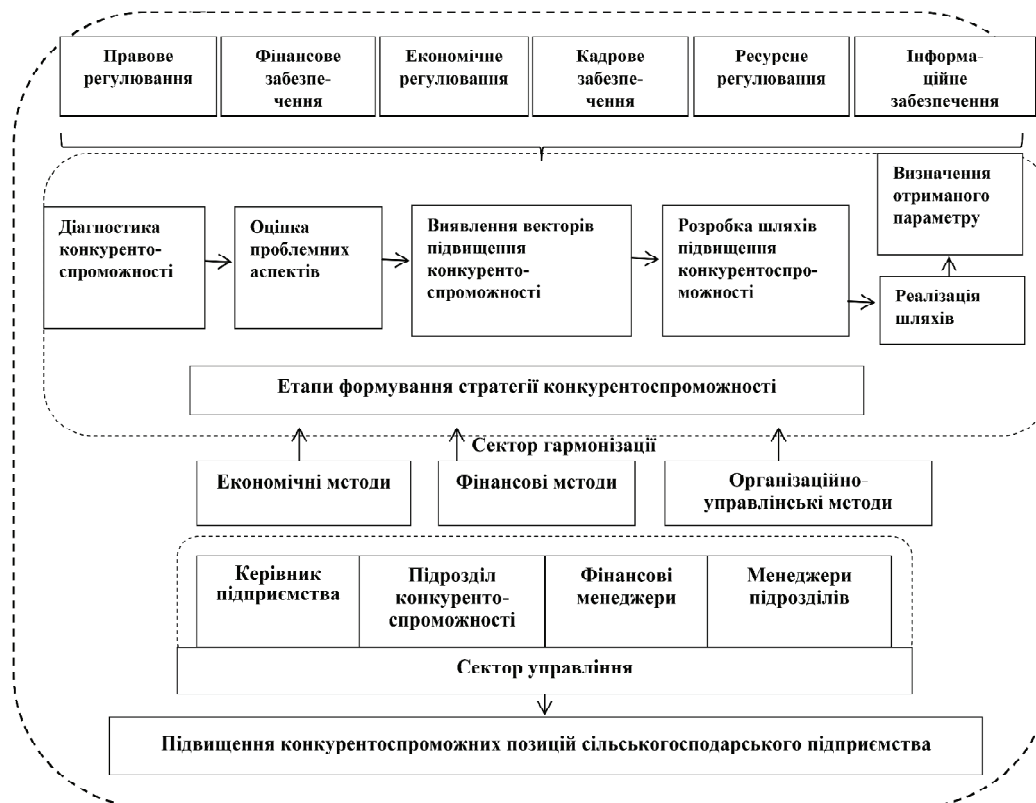 Правове
регулювання
Фінансове
забезпе-
чення
Економічне
регулювання
Кадрове
забезпе-
чення
Ресурсне
регулювання
Інформа-
ційне
забезпечення
Визначення
отриманого
параметру
Діагностика
конкуренто-
спроможності
Оцінка
проблемних
аспектів
Виявлення векторів
підвищення
конкуренто-
спроможності
Розробка шляхів
підвищення
конкурентоспро-
можності
Реалізація
шляхів
Етапи формування стратегії конкурентоспроможності
Сектор гармонізації
Економічні методи
Фінансові методи
Організаційно-
управлінські методи
Керівник
підприємства
Підрозділ
конкуренто-
спроможності
Фінансові
менеджери
Менеджери
підрозділів
Сектор управління
Підвищення конкурентоспроможних позицій сільськогосподарського підприємства